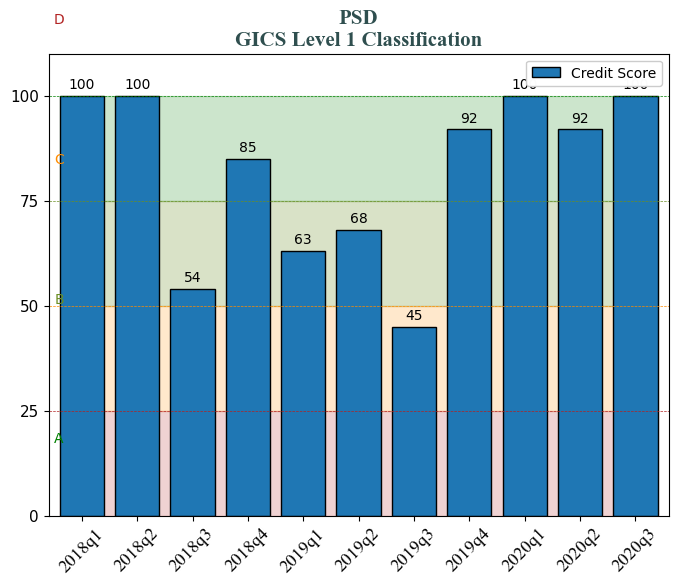 D
PSD
GICS Level 1 Classification
Credit Score
100
100
54
85
63
68
45
92
100
92
100
C
B
A
100
75
50
25
0
2018q1
2018q2
2018q3
2018q4
2019q1
2019q2
2019q3
2019q4
2020q1
2020q2
2020q3